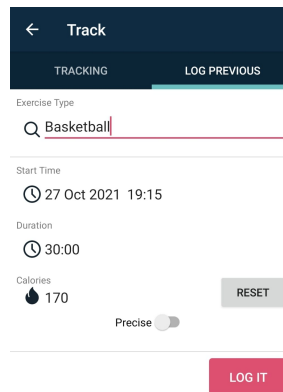 Track
TRACKING LOG PREVIOUS
Exercise Type
Basketball
Start Time
27 Oct 2021 19:15
Duration
30:00
Calories
170
RESET
Precise
LOG IT